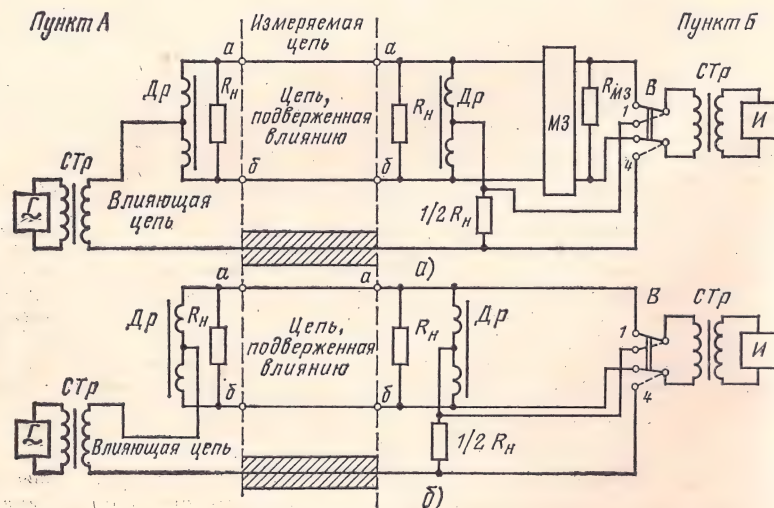 Пункт А
Измеряемая
цепь
Пункт Б
а
а
Др
Rн
Цепь,
подверженная
влиянию
Rн
Др
МЗ
RМЗ
В
СТр
1
И
4
СТр
б
б
Г
Влияющая
цепь
1/2 Rн
а)
а
а
Др
Rн
Цепь,
подверженная
влиянию
Rн
Др
В
СТр
1
И
4
СТр
б
б
Г
Влияющая цепь
1/2 Rн
б)